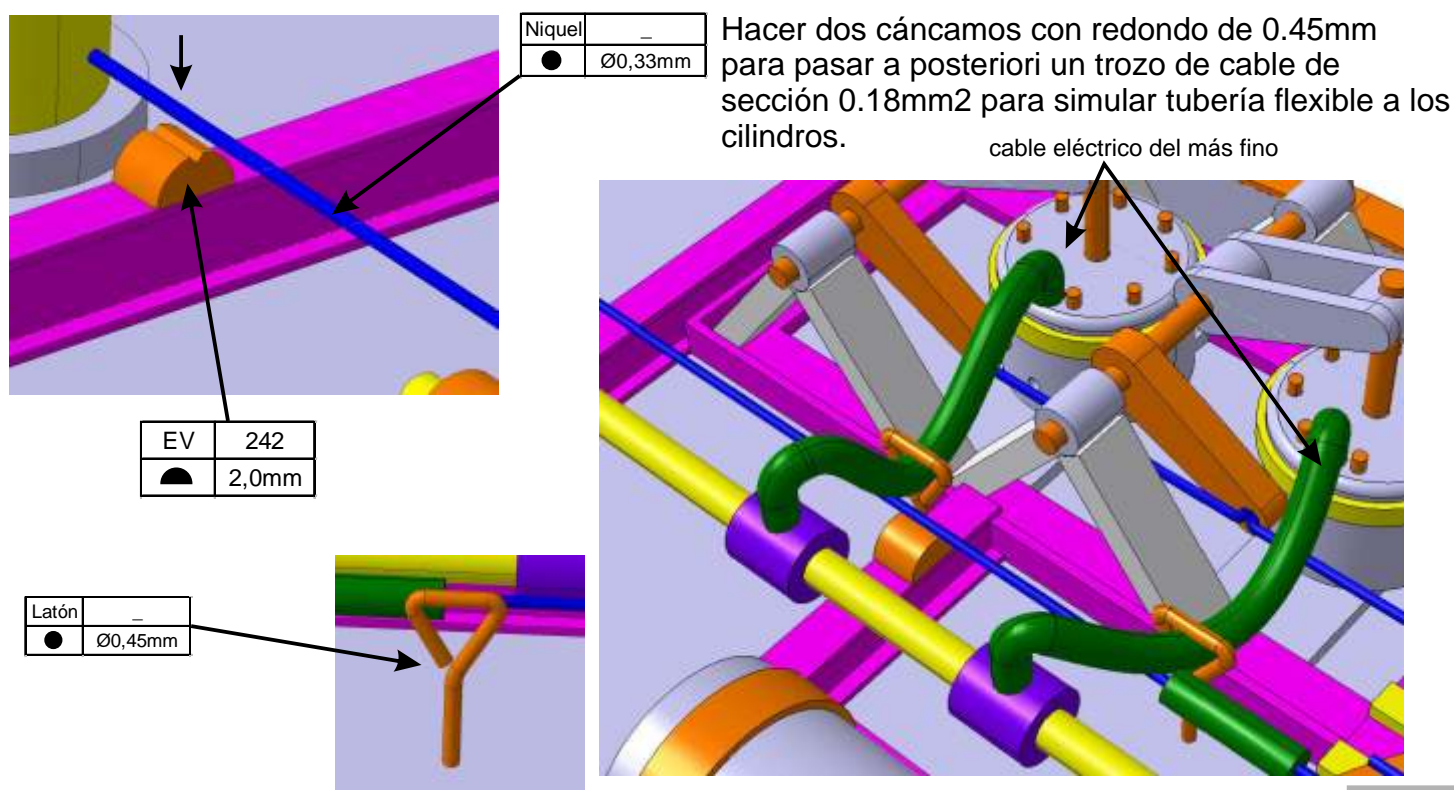 Niquel _
Ø0,33mm
Hacer dos cáncamos con redondo de 0.45mm
para pasar a posteriori un trozo de cable de
sección 0.18mm2 para simular tubería flexible a los
cilindros.
cable eléctrico del más fino
EV 242
2,0mm
Latón _
Ø0,45mm